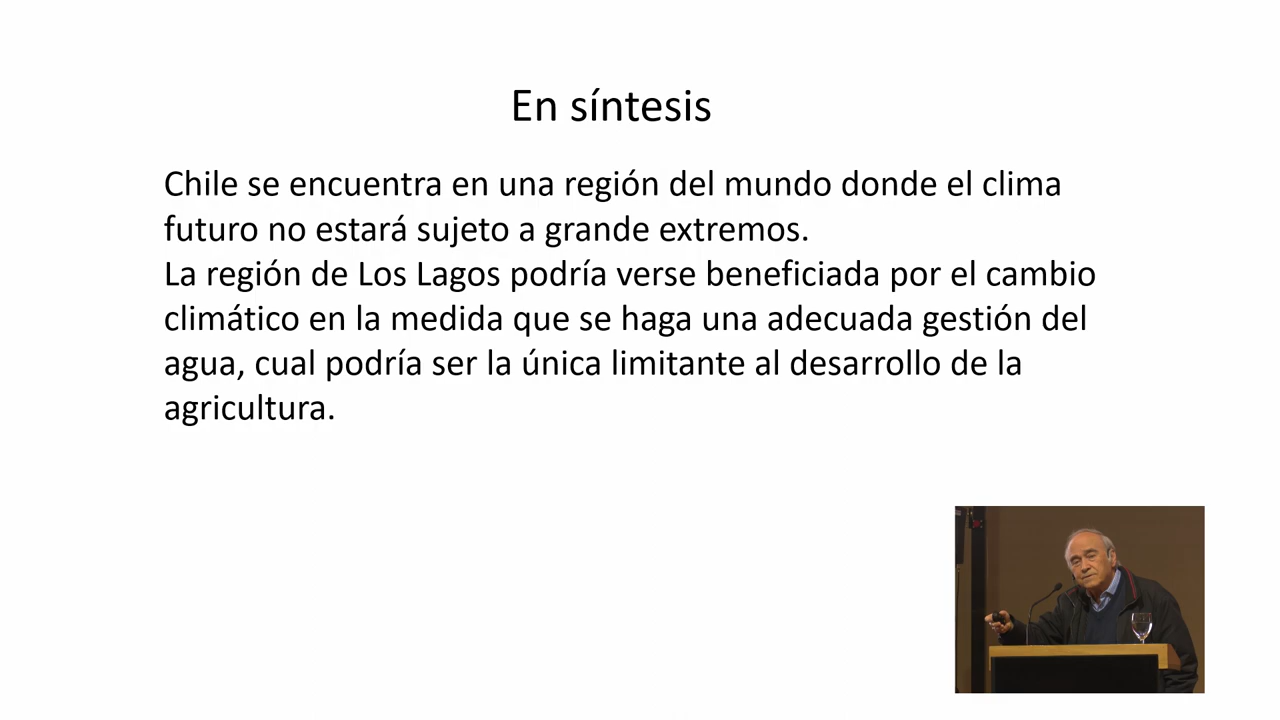 En síntesis
Chile se encuentra en una región del mundo donde el clima
futuro no estará sujeto a grande extremos.
La región de Los Lagos podría verse beneficiada por el cambio
climático en la medida que se haga una adecuada gestión del
agua, cual podría ser la única limitante al desarrollo de la
agricultura.